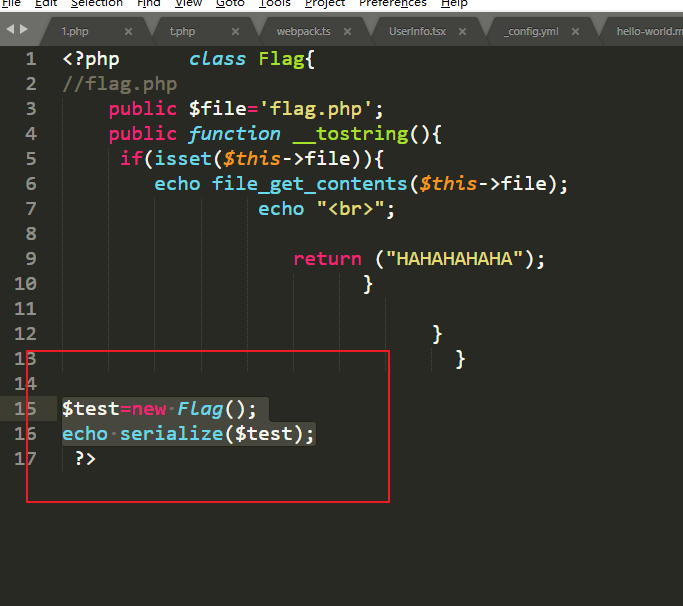 File Edit Selection Find View Goto Tools Project Preferences Help
1.php × t.php × webpack.ts × UserInfo.tsx × _config.yml × hello-world.m
1 <?php class Flag{
2 //flag.php
3 public $file='flag.php';
4 public function __tostring(){
5 if(isset($this->file)){
6 echo file_get_contents($this->file);
7 echo "<br>";
8
9 return ("HAHAHAHAHA");
10 }
11
12 }
13 }
14
15 $test=new Flag();
16 echo serialize($test);
17 ?>